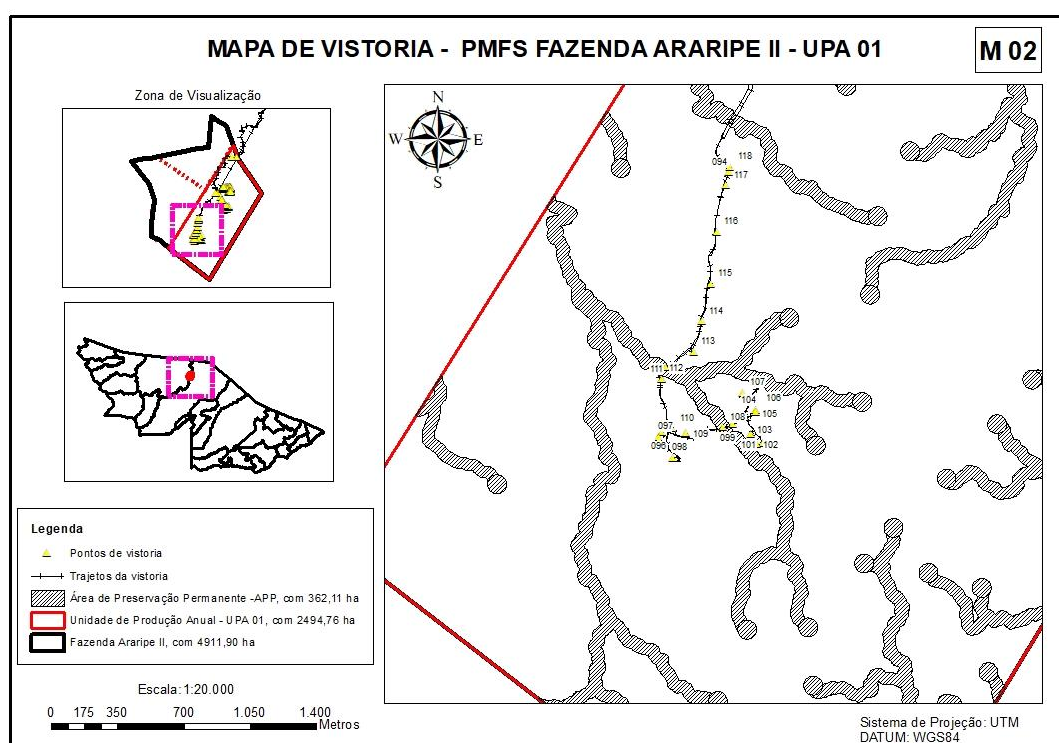 MAPA DE VISTORIA - PMFS FAZENDA ARARIPE II - UPA 01
M 02
Zona de Visualização
N
W E
S
094 118
117
116
115
114
113
112
111
107
106
104
105
110
108
097
109
099
103
096 098
101 102
Legenda
Pontos de vistoria
Trajetos da vistoria
Área de Preservação Permanente -APP, com 362,11 ha
Unidade de Produção Anual - UPA 01, com 2494,76 ha
Fazenda Araripe II, com 4911,90 ha
Escala:1:20.000
0 175 350 700 1.050 1.400
Metros
Sistema de Projeção: UTM
DATUM: WGS84